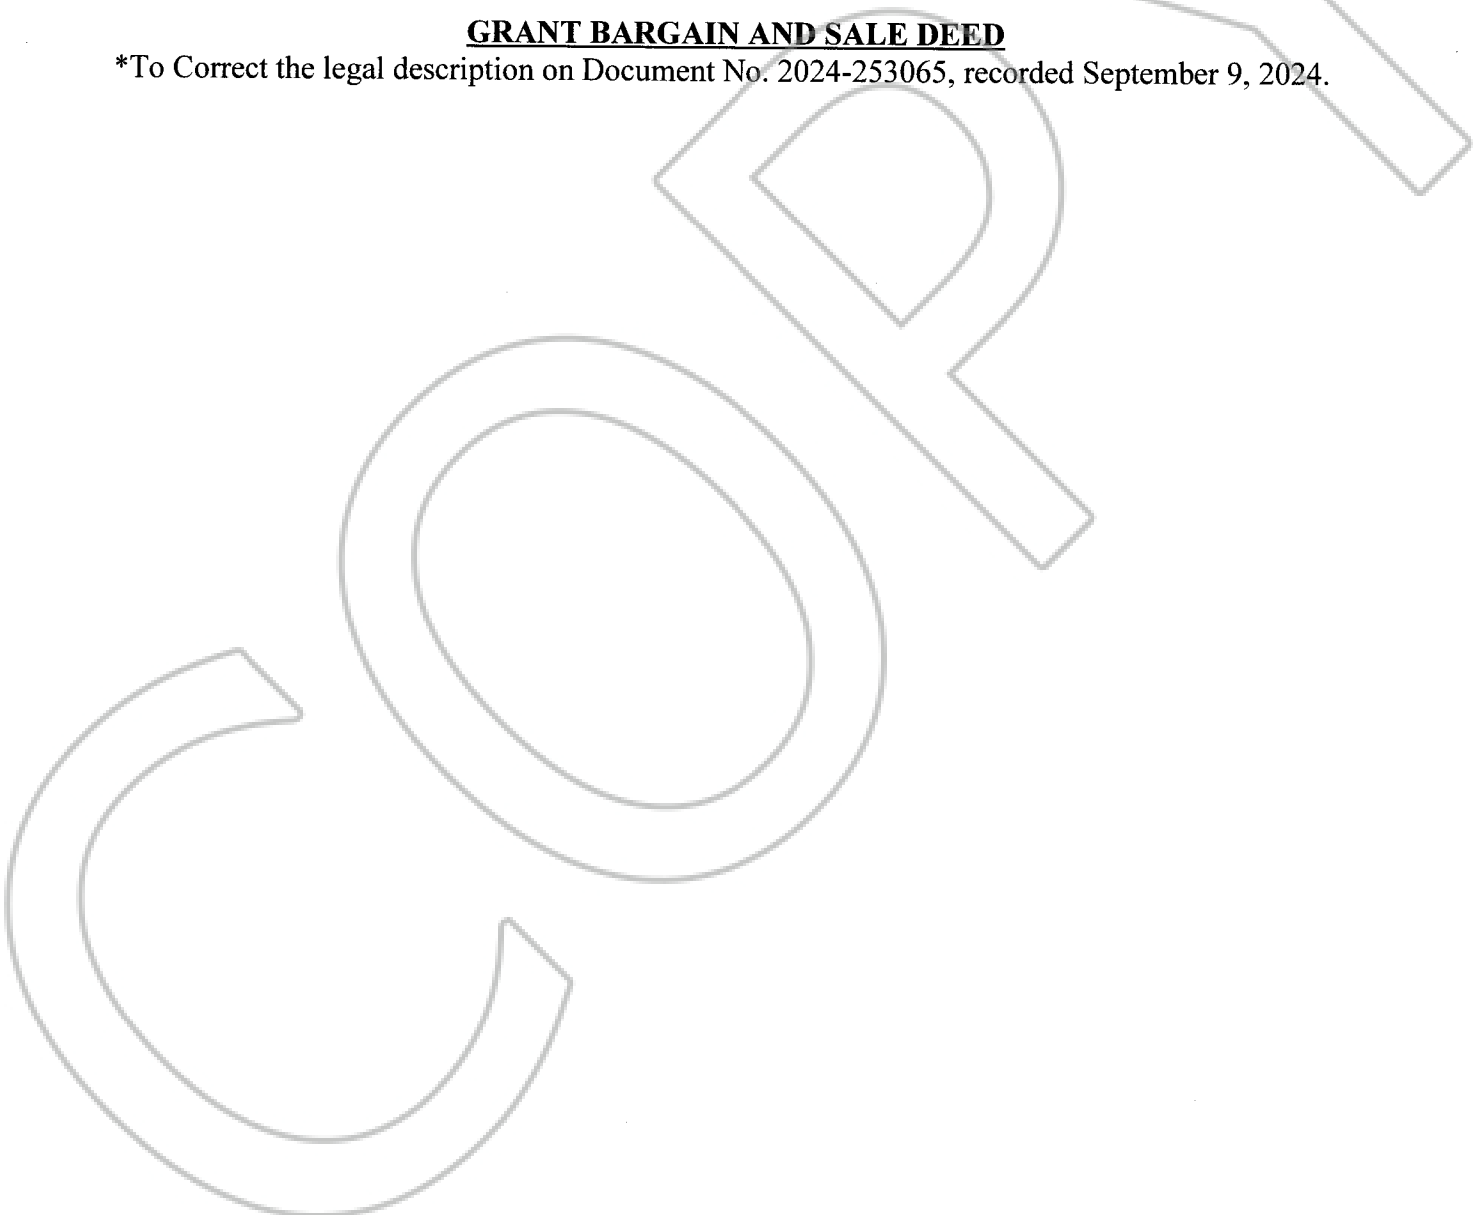 GRANT BARGAIN AND SALE DEED
*To Correct the legal description on Document No. 2024-253065, recorded September 9, 2024.
COPY